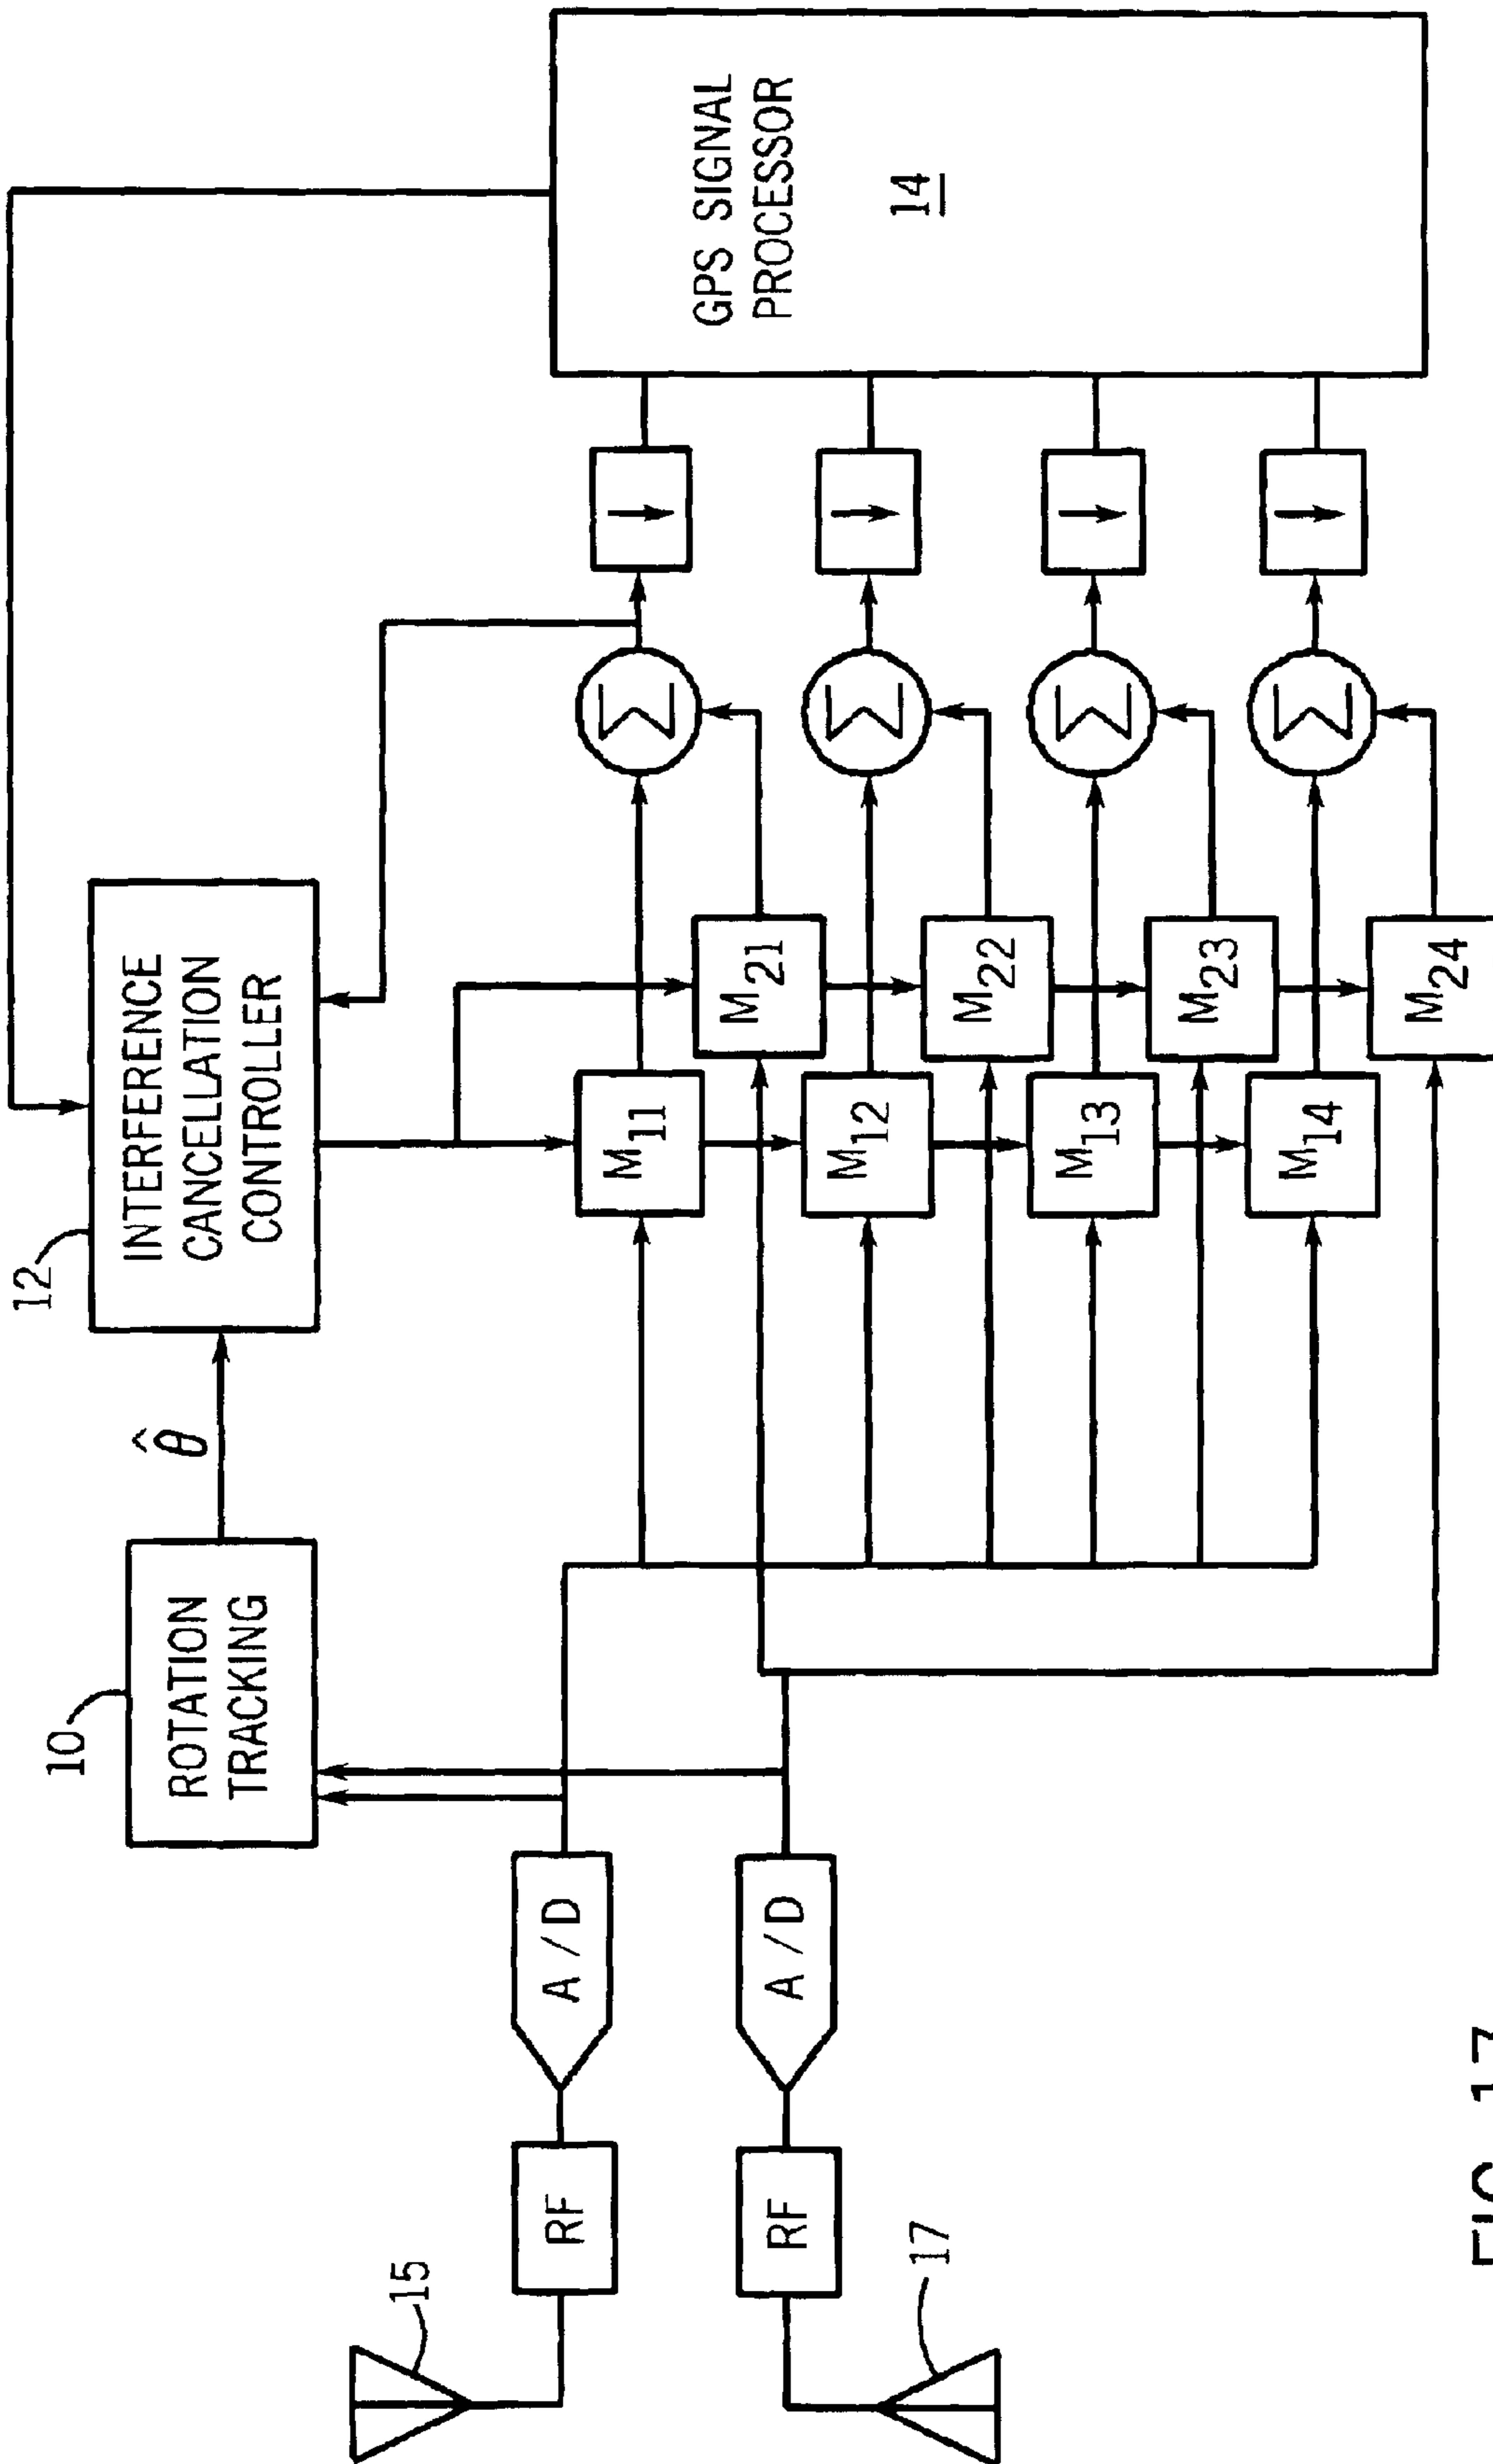 10
ROTATION
TRACKING
θ̂
12
INTERFERENCE
CANCELLATION
CONTROLLER
15
RF
A/D
17
RF
A/D
M11
M21
M12
M22
M13
M23
M14
M24
Σ
Σ
Σ
Σ
GPS SIGNAL
PROCESSOR
14